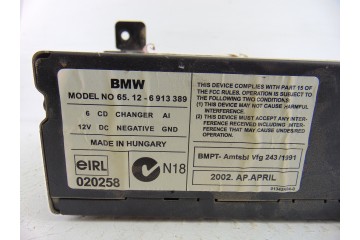 BMW
MODEL NO 65. 12 - 6 913 389
6 CD CHANGER AI
12V DC NEGATIVE GND
MADE IN HUNGARY
eIRL
020258
N18
THIS DEVICE COMPLIES WITH PART 15 OF
THE FCC RULES, OPERATION IS SUBJECT TO
THE FOLLOWING TWO CONDITIONS:
(1) THIS DEVICE MAY NOT CAUSE HARMFUL
INTERFERENCE, AND
(2) THIS DEVICE MUST ACCEPT ANY INTER-
FERENCE RECEIVED INCLUDING INTER-
FERENCE THAT MAY CAUSE UNDESIRED
OPERATION.
BMPT- Amtsbl Vfg 243/1991
2002. AP.APRIL